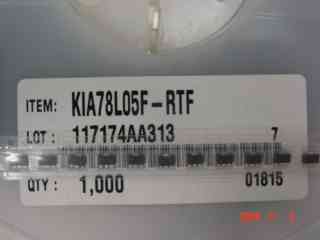 ITEM: KIA78L05F-RTF
LOT : 117174AA313 7
QTY : 1,000 01815